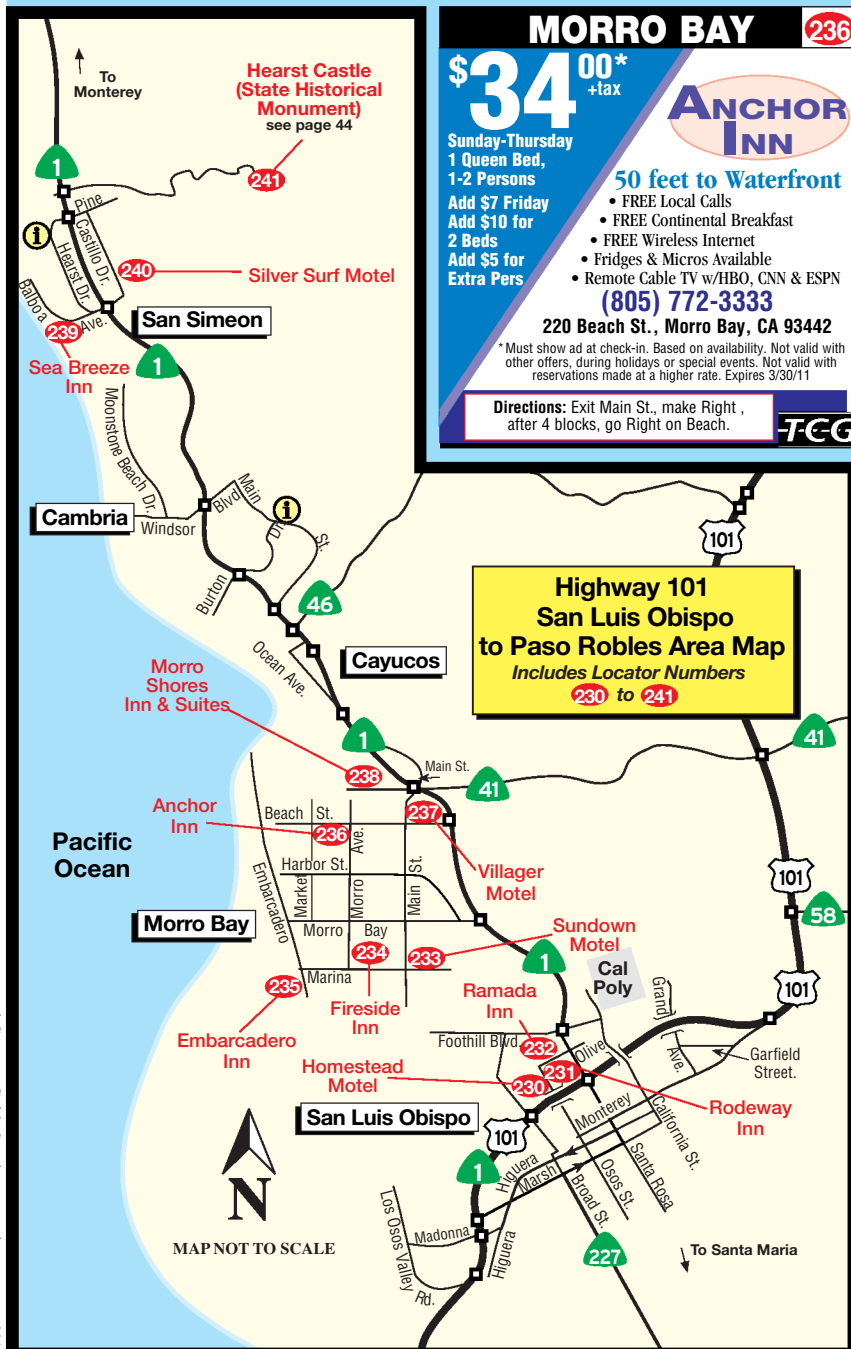 MORRO BAY
236
$34.00*
+tax
Sunday-Thursday
1 Queen Bed,
1-2 Persons
Add $7 Friday
Add $10 for
2 Beds
Add $5 for
Extra Pers
ANCHOR
INN
50 feet to Waterfront
• FREE Local Calls
• FREE Continental Breakfast
• FREE Wireless Internet
• Fridges & Micros Available
• Remote Cable TV w/HBO, CNN & ESPN
(805) 772-3333
220 Beach St., Morro Bay, CA 93442
*Must show ad at check-in. Based on availability. Not valid with
other offers, during holidays or special events. Not valid with
reservations made at a higher rate. Expires 3/30/11
Directions: Exit Main St., make Right ,
after 4 blocks, go Right on Beach.
TCG
To
Monterey
Hearst Castle
(State Historical
Monument)
see page 44
1
241
Pine
i
Castillo Dr.
Hearst Dr.
240
Silver Surf Motel
Balboa
Ave.
239
San Simeon
Sea Breeze
Inn
1
Moonstone Beach Dr.
Cambria
Windsor
Blvd
Main
St.
i
Burton
Dr.
46
101
Highway 101
San Luis Obispo
to Paso Robles Area Map
Includes Locator Numbers
230 to 241
Ocean Ave.
Cayucos
Morro
Shores
Inn & Suites
1
41
238
Main St.
41
Anchor
Inn
Beach St.
236
237
Ave.
Pacific
Ocean
Harbor St.
St.
Villager
Motel
Embarcadero
Market
Morro
Main
101
58
Morro Bay
Morro Bay
Sundown
Motel
234
233
1
Cal
Poly
235
Marina
Fireside
Inn
Ramada
Inn
Grand
101
Embarcadero
Inn
Foothill Blvd.
232
Olive
Ave.
Garfield
Street.
Homestead
Motel
230
231
Rodeway
Inn
San Luis Obispo
101
Monterey
California St.
1
Higuera
Marsh
Santa Rosa
Osos St.
Broad St.
N
MAP NOT TO SCALE
Los Osos Valley
Rd.
Madonna
Higuera
227
To Santa Maria